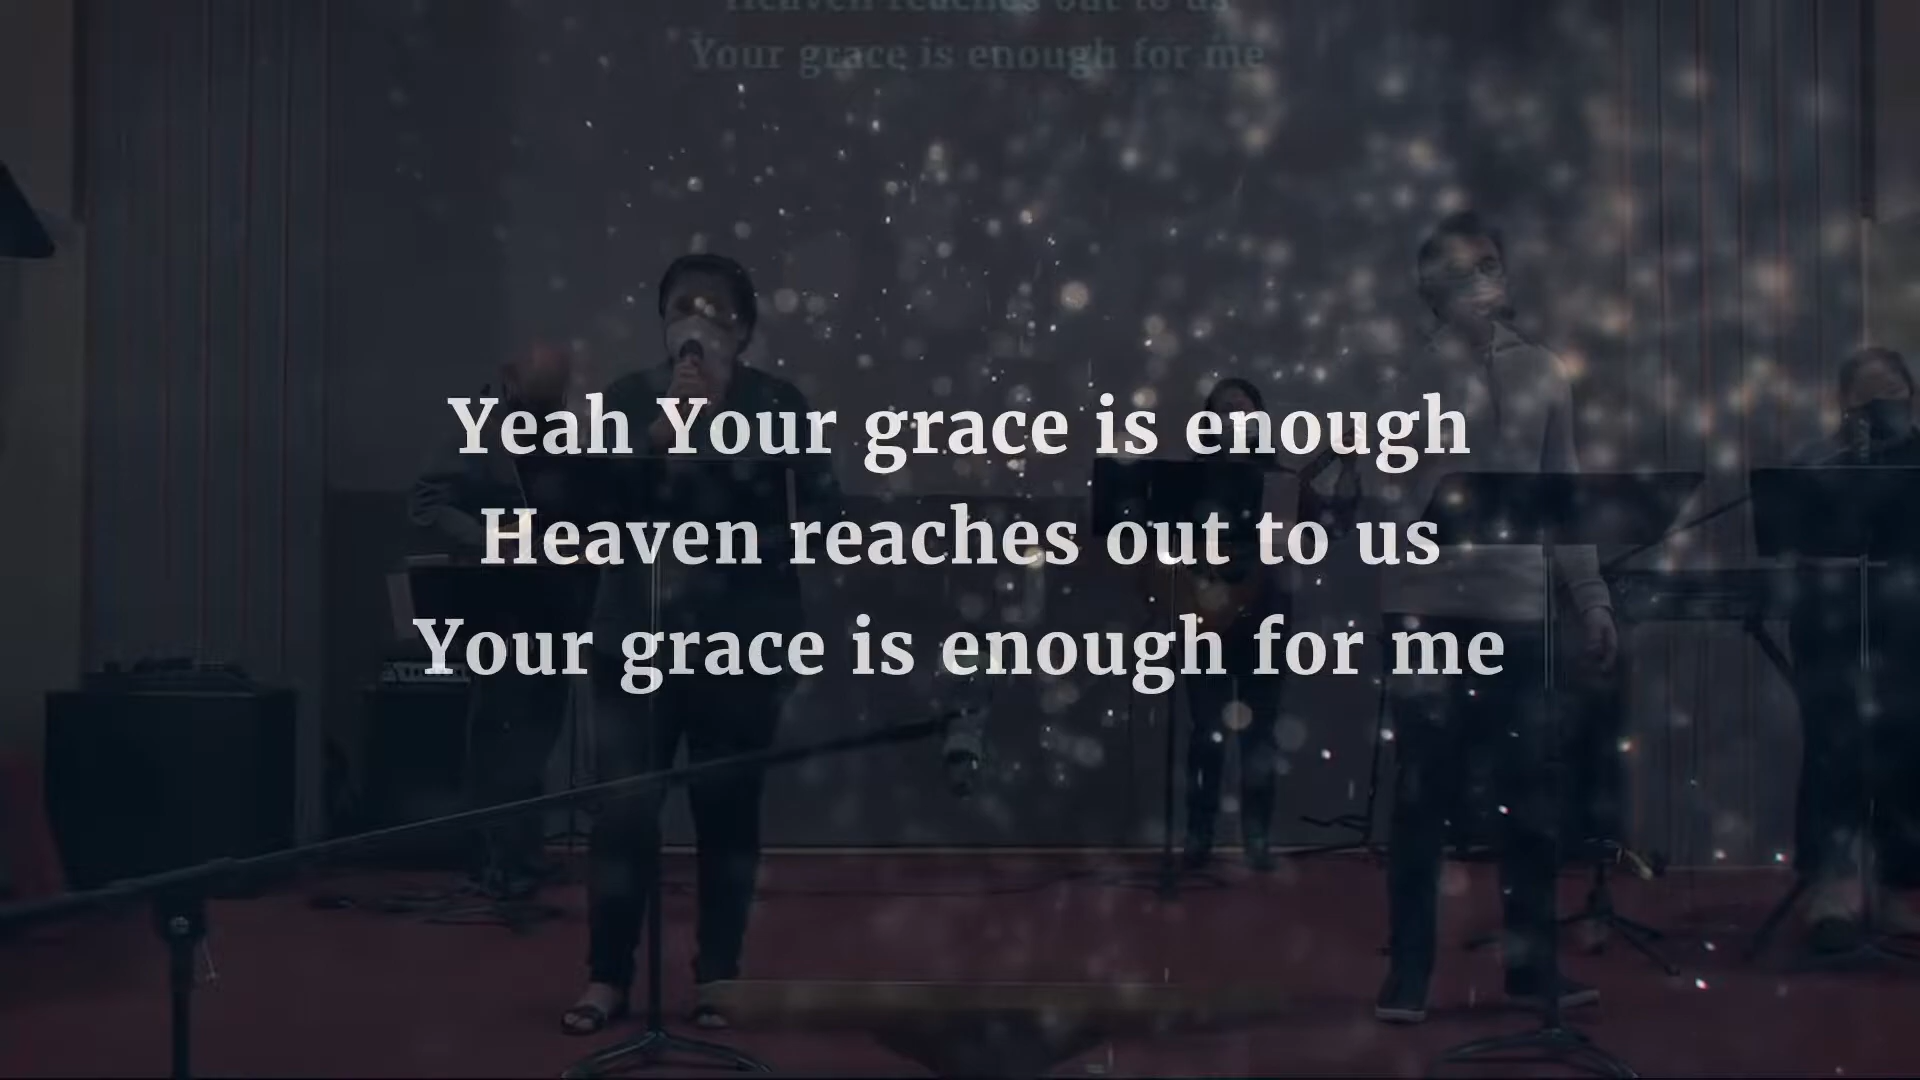 Heaven reaches out to us
Your grace is enough for me
Yeah Your grace is enough
Heaven reaches out to us
Your grace is enough for me